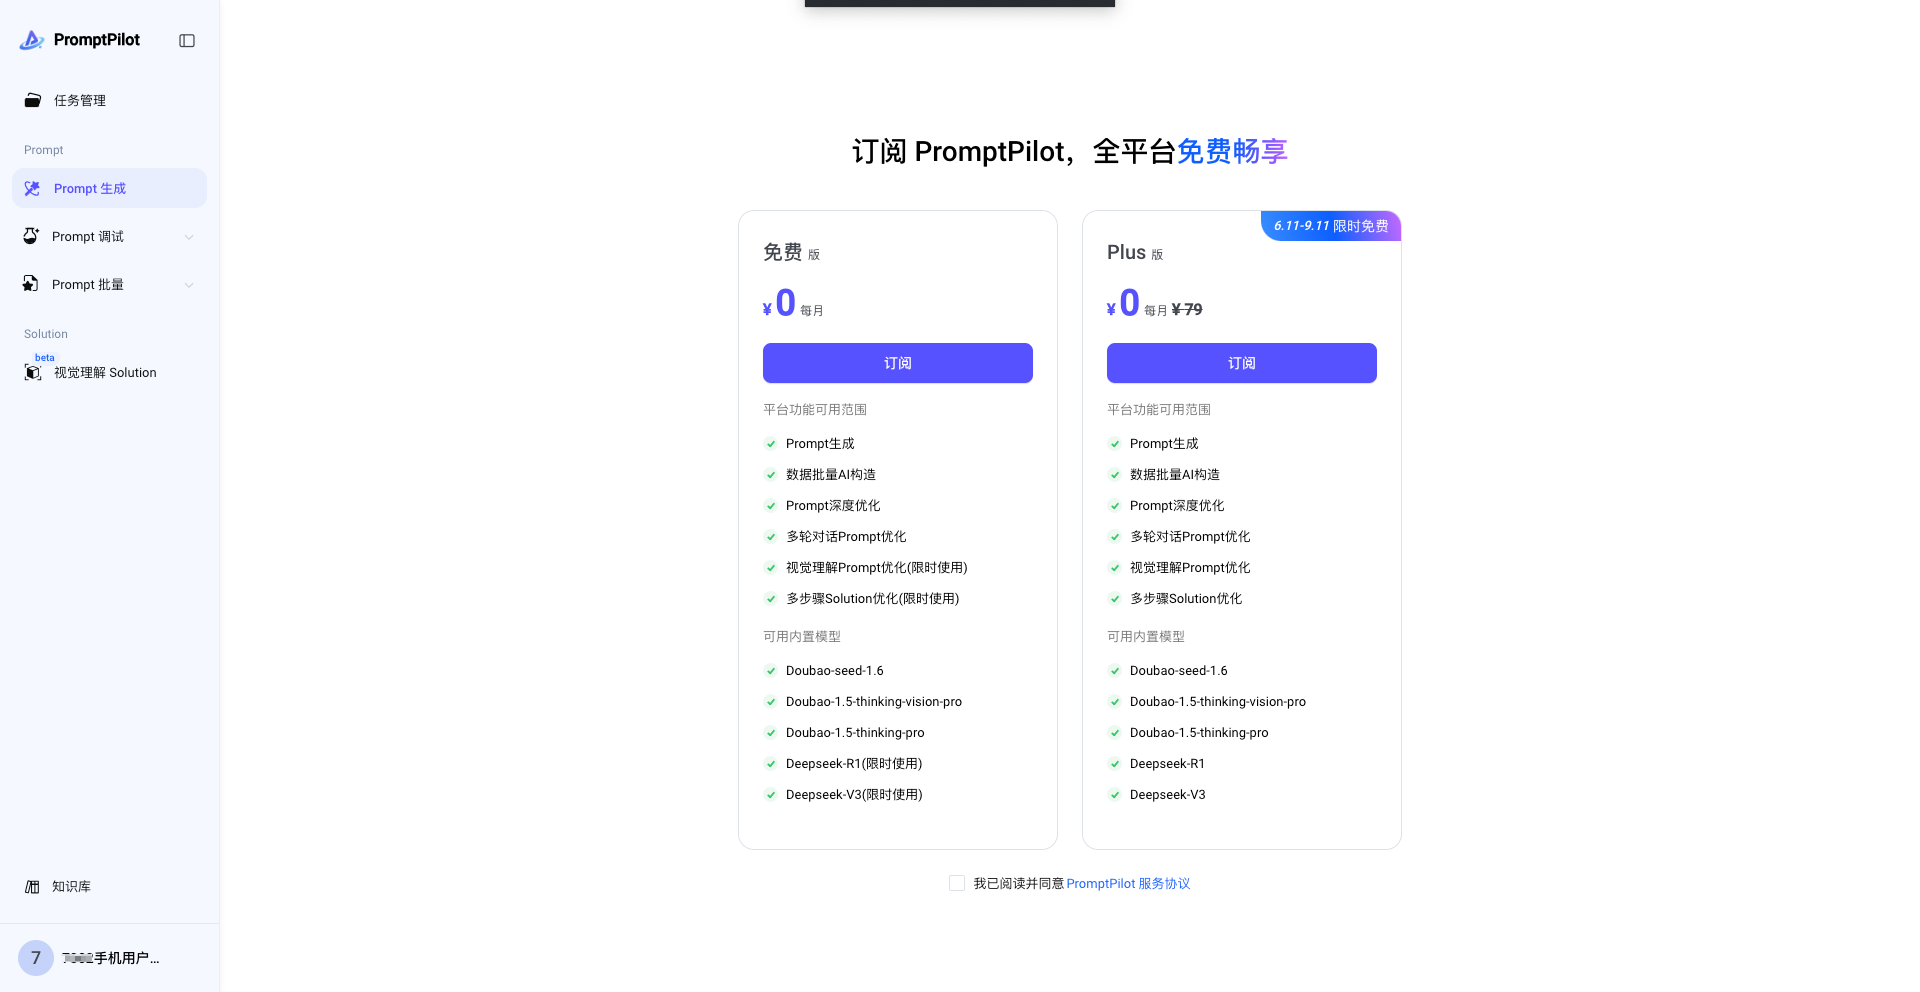 PromptPilot
任务管理
Prompt
Prompt 生成
Prompt 调试
Prompt 批量
Solution
beta
视觉理解 Solution
知识库
7
手机用户...
订阅 PromptPilot，全平台免费畅享
免费 版
¥ 0 每月
订阅
平台功能可用范围
Prompt生成
数据批量AI构造
Prompt深度优化
多轮对话Prompt优化
视觉理解Prompt优化(限时使用)
多步骤Solution优化(限时使用)
可用内置模型
Doubao-seed-1.6
Doubao-1.5-thinking-vision-pro
Doubao-1.5-thinking-pro
Deepseek-R1(限时使用)
Deepseek-V3(限时使用)
6.11-9.11 限时免费
Plus 版
¥ 0 每月 ¥ 79
订阅
平台功能可用范围
Prompt生成
数据批量AI构造
Prompt深度优化
多轮对话Prompt优化
视觉理解Prompt优化
多步骤Solution优化
可用内置模型
Doubao-seed-1.6
Doubao-1.5-thinking-vision-pro
Doubao-1.5-thinking-pro
Deepseek-R1
Deepseek-V3
我已阅读并同意 PromptPilot 服务协议